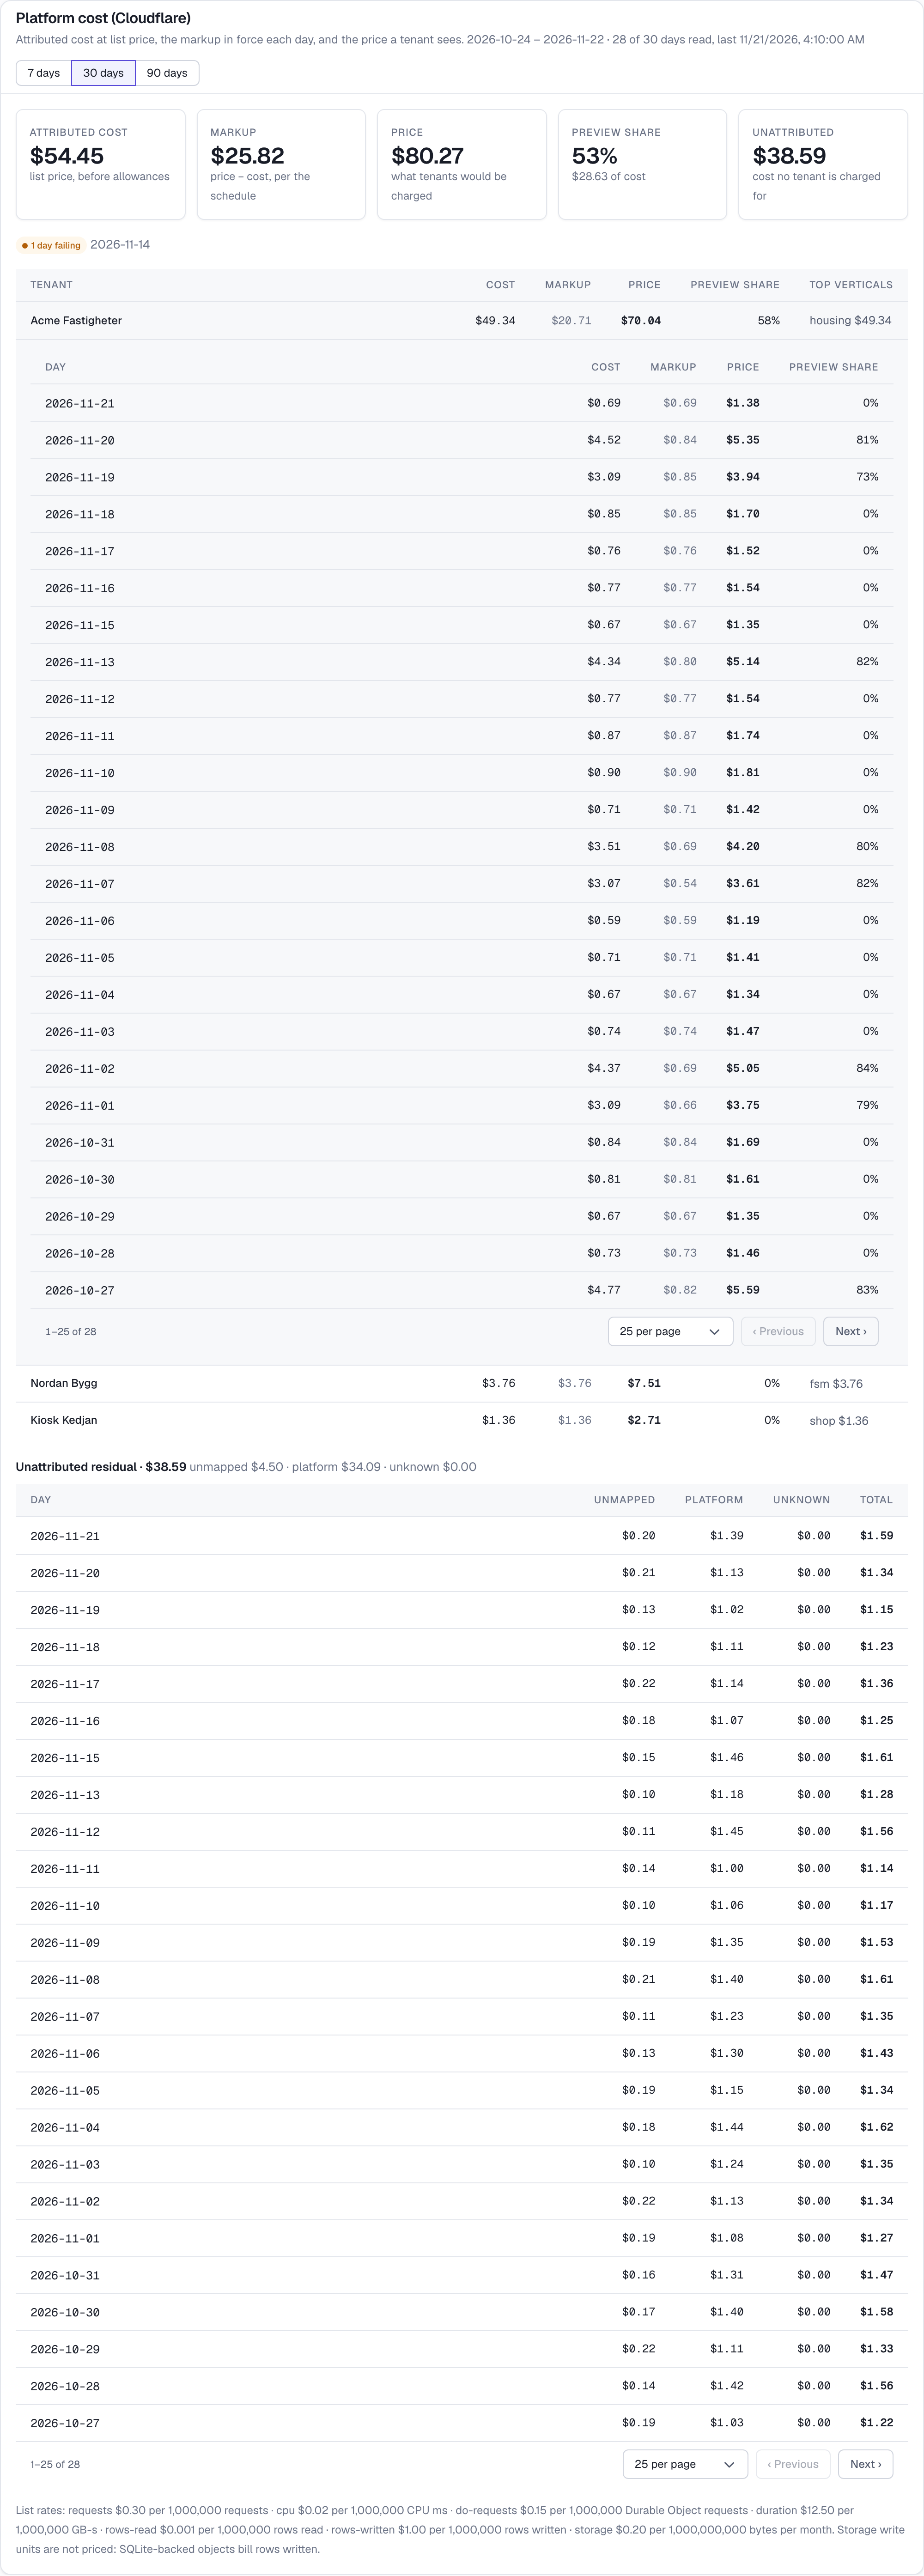 Platform cost (Cloudflare)
Attributed cost at list price, the markup in force each day, and the price a tenant sees. 2026-10-24 – 2026-11-22 · 28 of 30 days read, last 11/21/2026, 4:10:00 AM
7 days 30 days 90 days
ATTRIBUTED COST
$54.45
list price, before allowances
MARKUP
$25.82
price – cost, per the
schedule
PRICE
$80.27
what tenants would be
charged
PREVIEW SHARE
53%
$28.63 of cost
UNATTRIBUTED
$38.59
cost no tenant is charged
for
1 day failing 2026-11-14
TENANT COST MARKUP PRICE PREVIEW SHARE TOP VERTICALS
Acme Fastigheter $49.34 $20.71 $70.04 58% housing $49.34
DAY COST MARKUP PRICE PREVIEW SHARE
2026-11-21 $0.69 $0.69 $1.38 0%
2026-11-20 $4.52 $0.84 $5.35 81%
2026-11-19 $3.09 $0.85 $3.94 73%
2026-11-18 $0.85 $0.85 $1.70 0%
2026-11-17 $0.76 $0.76 $1.52 0%
2026-11-16 $0.77 $0.77 $1.54 0%
2026-11-15 $0.67 $0.67 $1.35 0%
2026-11-13 $4.34 $0.80 $5.14 82%
2026-11-12 $0.77 $0.77 $1.54 0%
2026-11-11 $0.87 $0.87 $1.74 0%
2026-11-10 $0.90 $0.90 $1.81 0%
2026-11-09 $0.71 $0.71 $1.42 0%
2026-11-08 $3.51 $0.69 $4.20 80%
2026-11-07 $3.07 $0.54 $3.61 82%
2026-11-06 $0.59 $0.59 $1.19 0%
2026-11-05 $0.71 $0.71 $1.41 0%
2026-11-04 $0.67 $0.67 $1.34 0%
2026-11-03 $0.74 $0.74 $1.47 0%
2026-11-02 $4.37 $0.69 $5.05 84%
2026-11-01 $3.09 $0.66 $3.75 79%
2026-10-31 $0.84 $0.84 $1.69 0%
2026-10-30 $0.81 $0.81 $1.61 0%
2026-10-29 $0.67 $0.67 $1.35 0%
2026-10-28 $0.73 $0.73 $1.46 0%
2026-10-27 $4.77 $0.82 $5.59 83%
1–25 of 28 25 per page ‹ Previous Next ›
Nordan Bygg $3.76 $3.76 $7.51 0% fsm $3.76
Kiosk Kedjan $1.36 $1.36 $2.71 0% shop $1.36
Unattributed residual · $38.59 unmapped $4.50 · platform $34.09 · unknown $0.00
DAY UNMAPPED PLATFORM UNKNOWN TOTAL
2026-11-21 $0.20 $1.39 $0.00 $1.59
2026-11-20 $0.21 $1.13 $0.00 $1.34
2026-11-19 $0.13 $1.02 $0.00 $1.15
2026-11-18 $0.12 $1.11 $0.00 $1.23
2026-11-17 $0.22 $1.14 $0.00 $1.36
2026-11-16 $0.18 $1.07 $0.00 $1.25
2026-11-15 $0.15 $1.46 $0.00 $1.61
2026-11-13 $0.10 $1.18 $0.00 $1.28
2026-11-12 $0.11 $1.45 $0.00 $1.56
2026-11-11 $0.14 $1.00 $0.00 $1.14
2026-11-10 $0.10 $1.06 $0.00 $1.17
2026-11-09 $0.19 $1.35 $0.00 $1.53
2026-11-08 $0.21 $1.40 $0.00 $1.61
2026-11-07 $0.11 $1.23 $0.00 $1.35
2026-11-06 $0.13 $1.30 $0.00 $1.43
2026-11-05 $0.19 $1.15 $0.00 $1.34
2026-11-04 $0.18 $1.44 $0.00 $1.62
2026-11-03 $0.10 $1.24 $0.00 $1.35
2026-11-02 $0.22 $1.13 $0.00 $1.34
2026-11-01 $0.19 $1.08 $0.00 $1.27
2026-10-31 $0.16 $1.31 $0.00 $1.47
2026-10-30 $0.17 $1.40 $0.00 $1.58
2026-10-29 $0.22 $1.11 $0.00 $1.33
2026-10-28 $0.14 $1.42 $0.00 $1.56
2026-10-27 $0.19 $1.03 $0.00 $1.22
1–25 of 28 25 per page ‹ Previous Next ›
List rates: requests $0.30 per 1,000,000 requests · cpu $0.02 per 1,000,000 CPU ms · do-requests $0.15 per 1,000,000 Durable Object requests · duration $12.50 per
1,000,000 GB-s · rows-read $0.001 per 1,000,000 rows read · rows-written $1.00 per 1,000,000 rows written · storage $0.20 per 1,000,000,000 bytes per month. Storage write
units are not priced: SQLite-backed objects bill rows written.